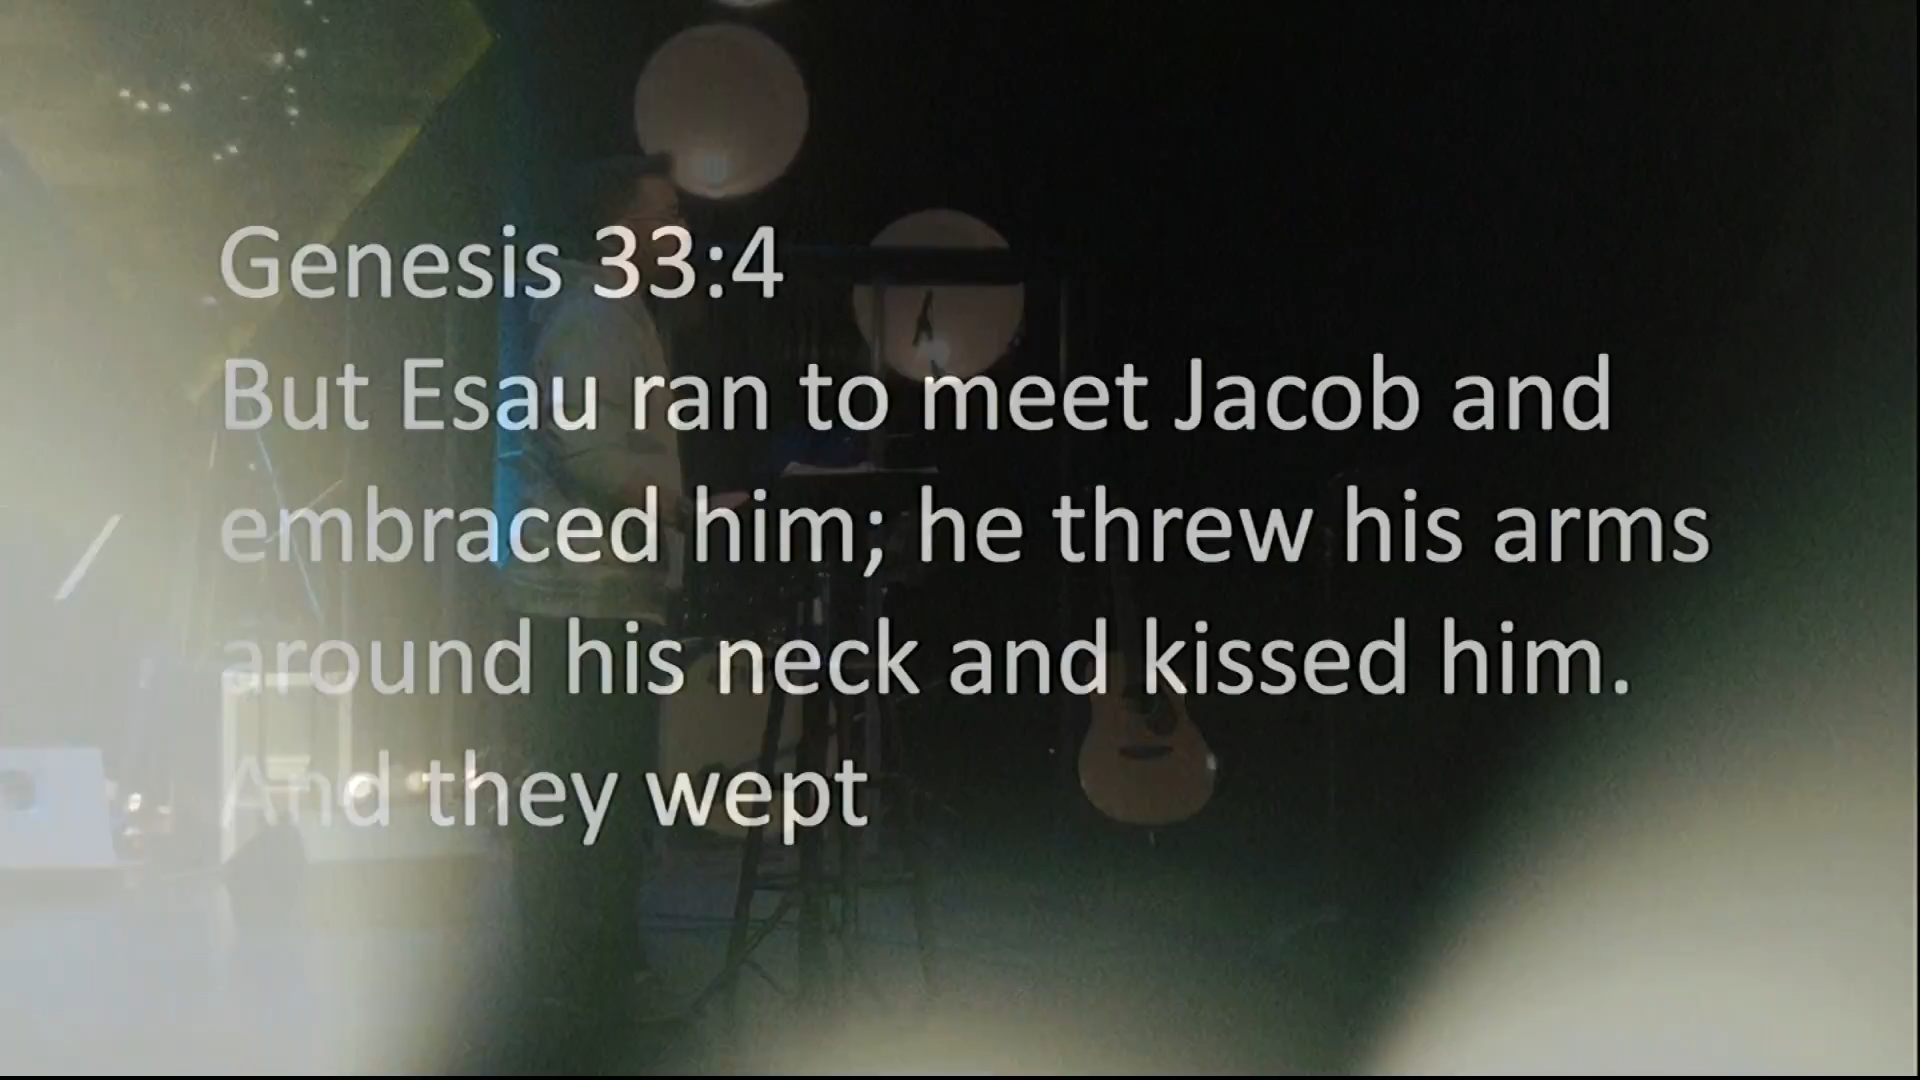 Genesis 33:4
But Esau ran to meet Jacob and
embraced him; he threw his arms
around his neck and kissed him.
And they wept